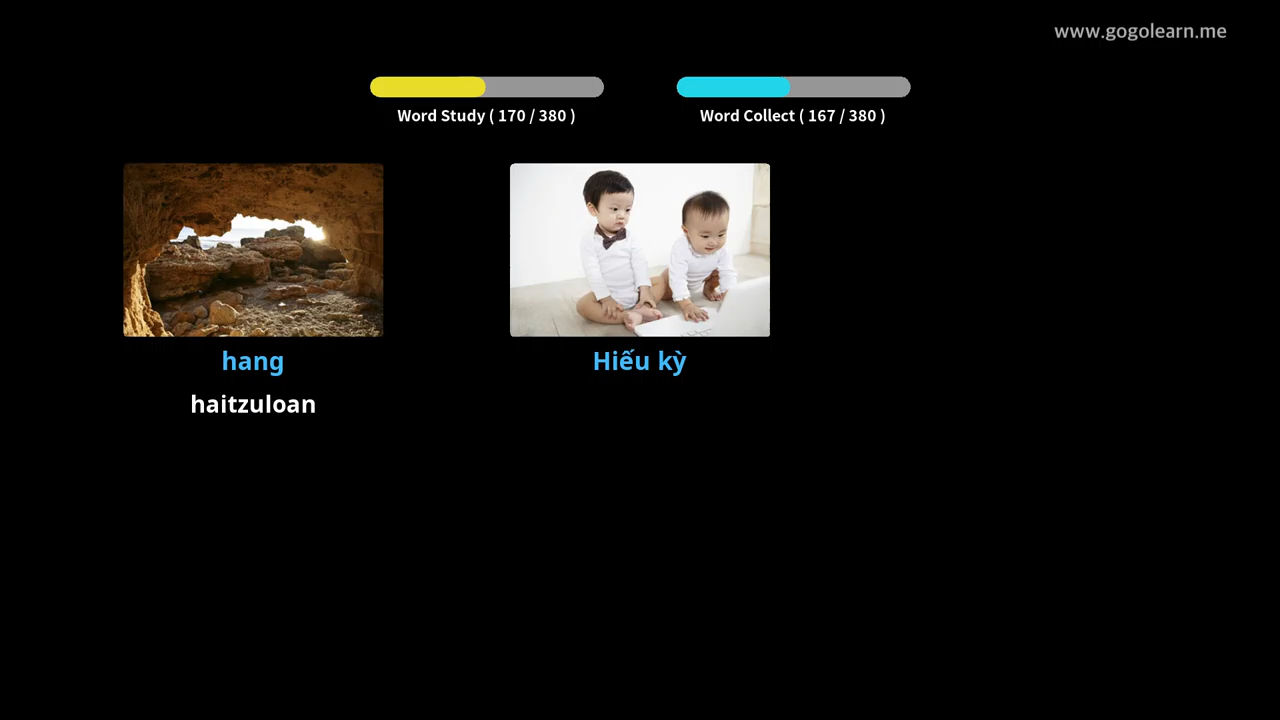 www.gogolearn.me
Word Study ( 170 / 380 )
Word Collect ( 167 / 380 )
hang
Hiếu kỳ
haitzuloan